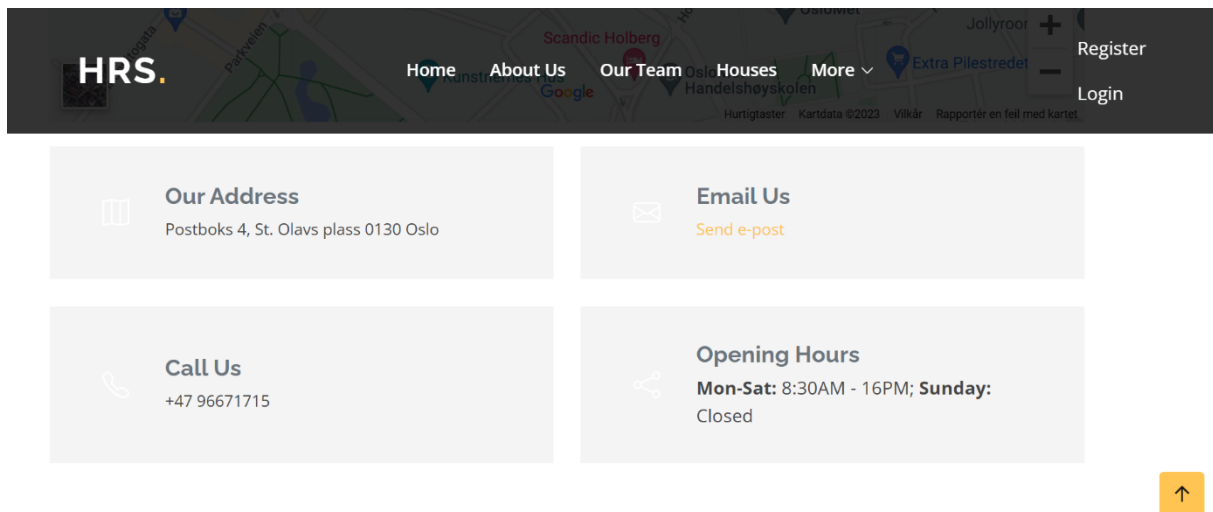 Jollyroor
Scandic Holberg
Register
HRS.
Home About Us Our Team Houses More
Extra Pilestredet
Handelshøyskolen
Google
Login
Hurtigtaster Kartdata ©2023 Vilkår Rapportér en feil med kartet
Parkveien
Our Address
Postboks 4, St. Olavs plass 0130 Oslo
Email Us
Send e-post
Call Us
+47 96671715
Opening Hours
Mon-Sat: 8:30AM - 16PM; Sunday:
Closed